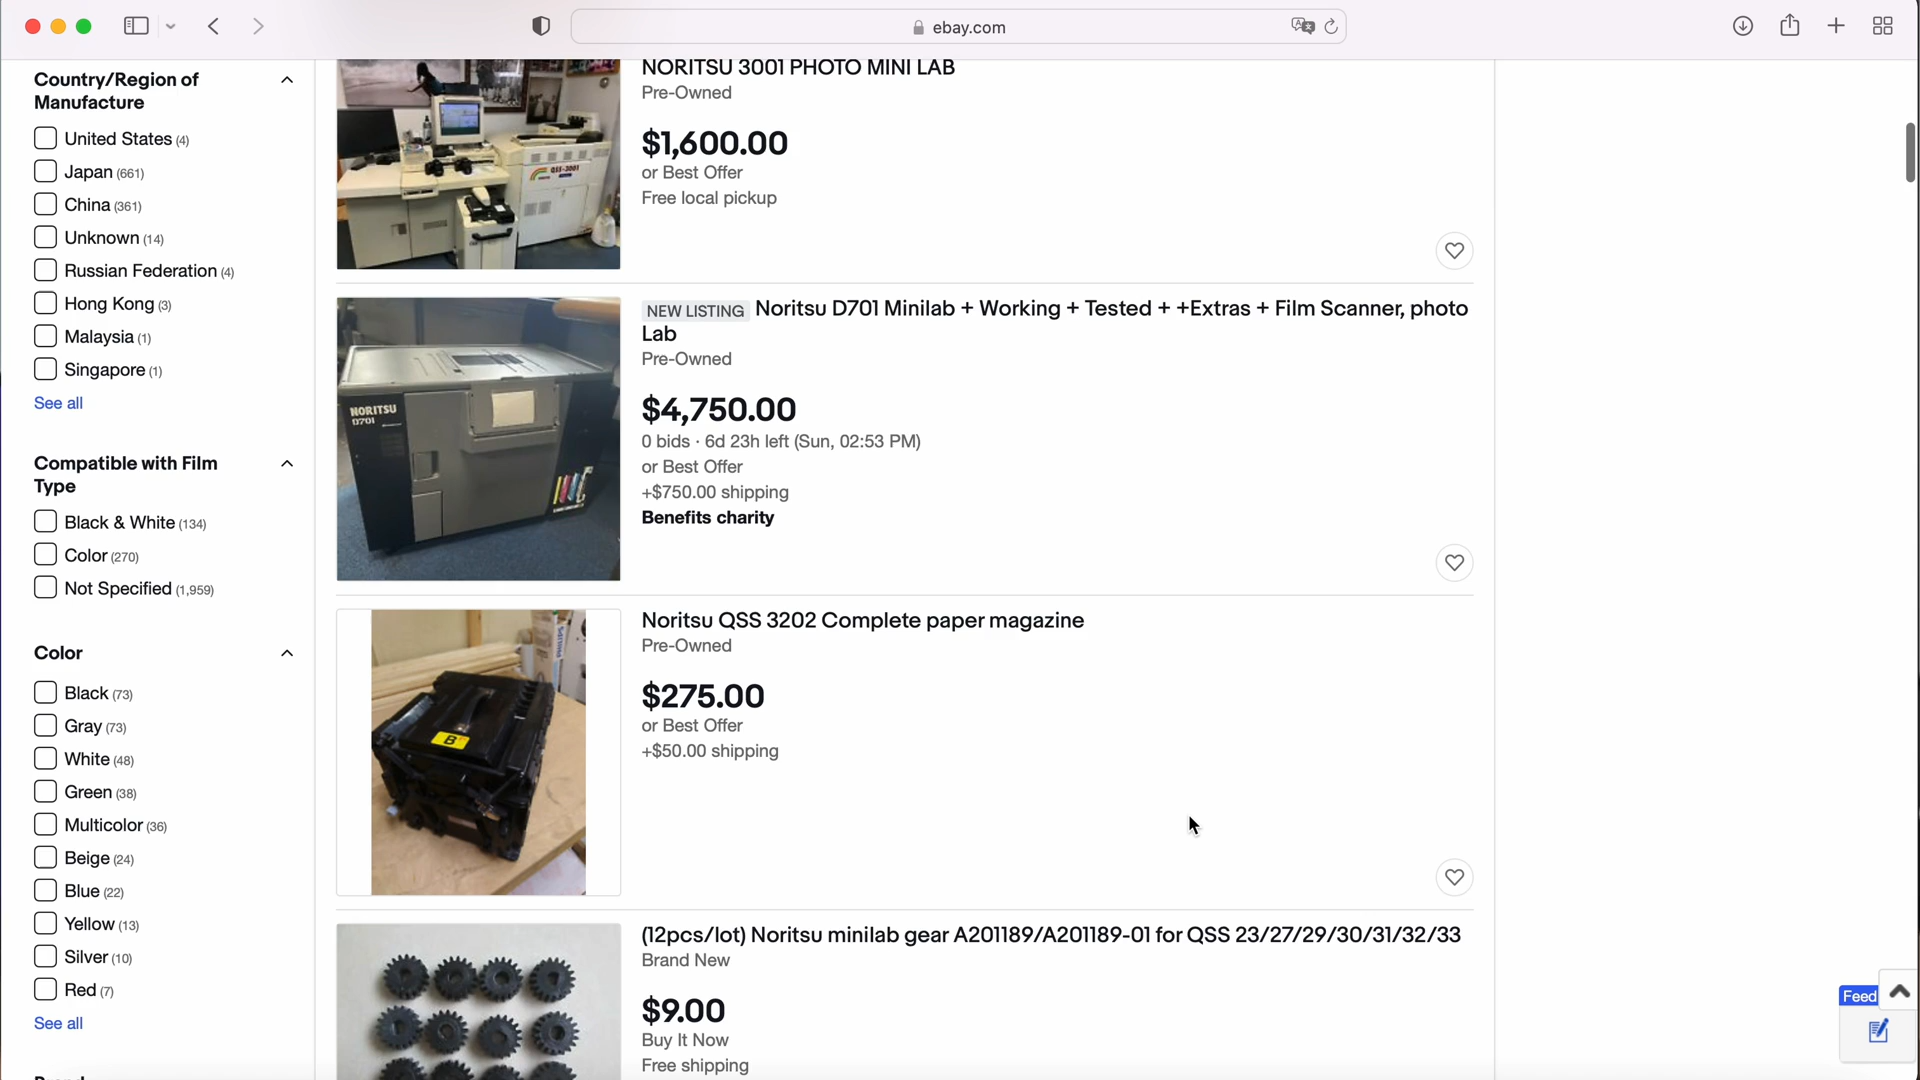 ebay.com
Country/Region of
Manufacture
United States (4)
Japan (661)
China (361)
Unknown (14)
Russian Federation (4)
Hong Kong (3)
Malaysia (1)
Singapore (1)
See all
Compatible with Film
Type
Black & White (134)
Color (270)
Not Specified (1,959)
Color
Black (73)
Gray (73)
White (48)
Green (38)
Multicolor (36)
Beige (24)
Blue (22)
Yellow (13)
Silver (10)
Red (7)
See all
NORITSU 3001 PHOTO MINI LAB
Pre-Owned
$1,600.00
or Best Offer
Free local pickup
QSS-3001
NEW LISTING Noritsu D701 Minilab + Working + Tested + +Extras + Film Scanner, photo
Lab
Pre-Owned
$4,750.00
0 bids · 6d 23h left (Sun, 02:53 PM)
or Best Offer
+$750.00 shipping
Benefits charity
NORITSU
D701
Noritsu QSS 3202 Complete paper magazine
Pre-Owned
$275.00
or Best Offer
+$50.00 shipping
B
(12pcs/lot) Noritsu minilab gear A201189/A201189-01 for QSS 23/27/29/30/31/32/33
Brand New
$9.00
Buy It Now
Free shipping
Feed